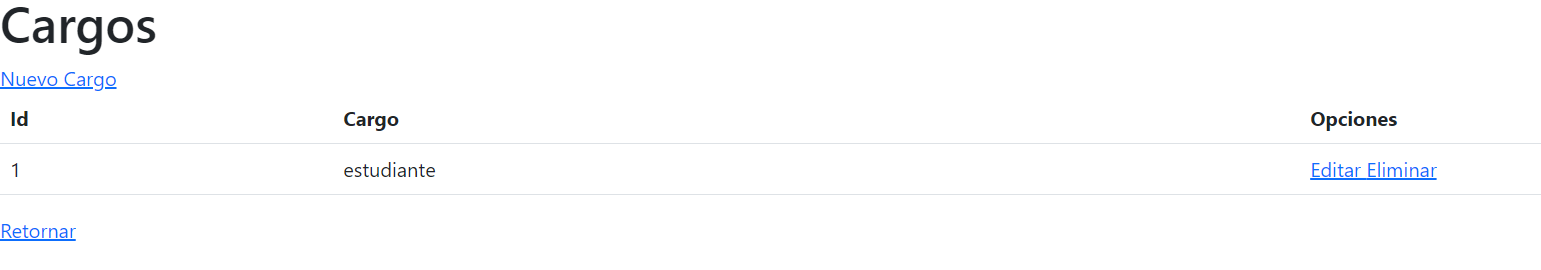 Cargos
Nuevo Cargo
Id Cargo Opciones
1 estudiante Editar Eliminar
Retornar